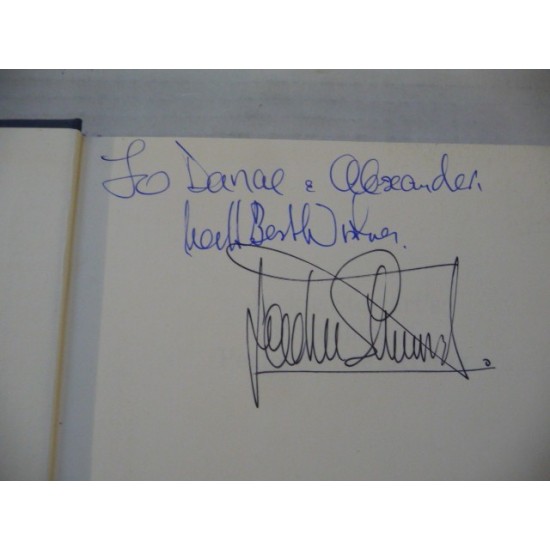 To Danae & Alexander.
With Best Wishes.